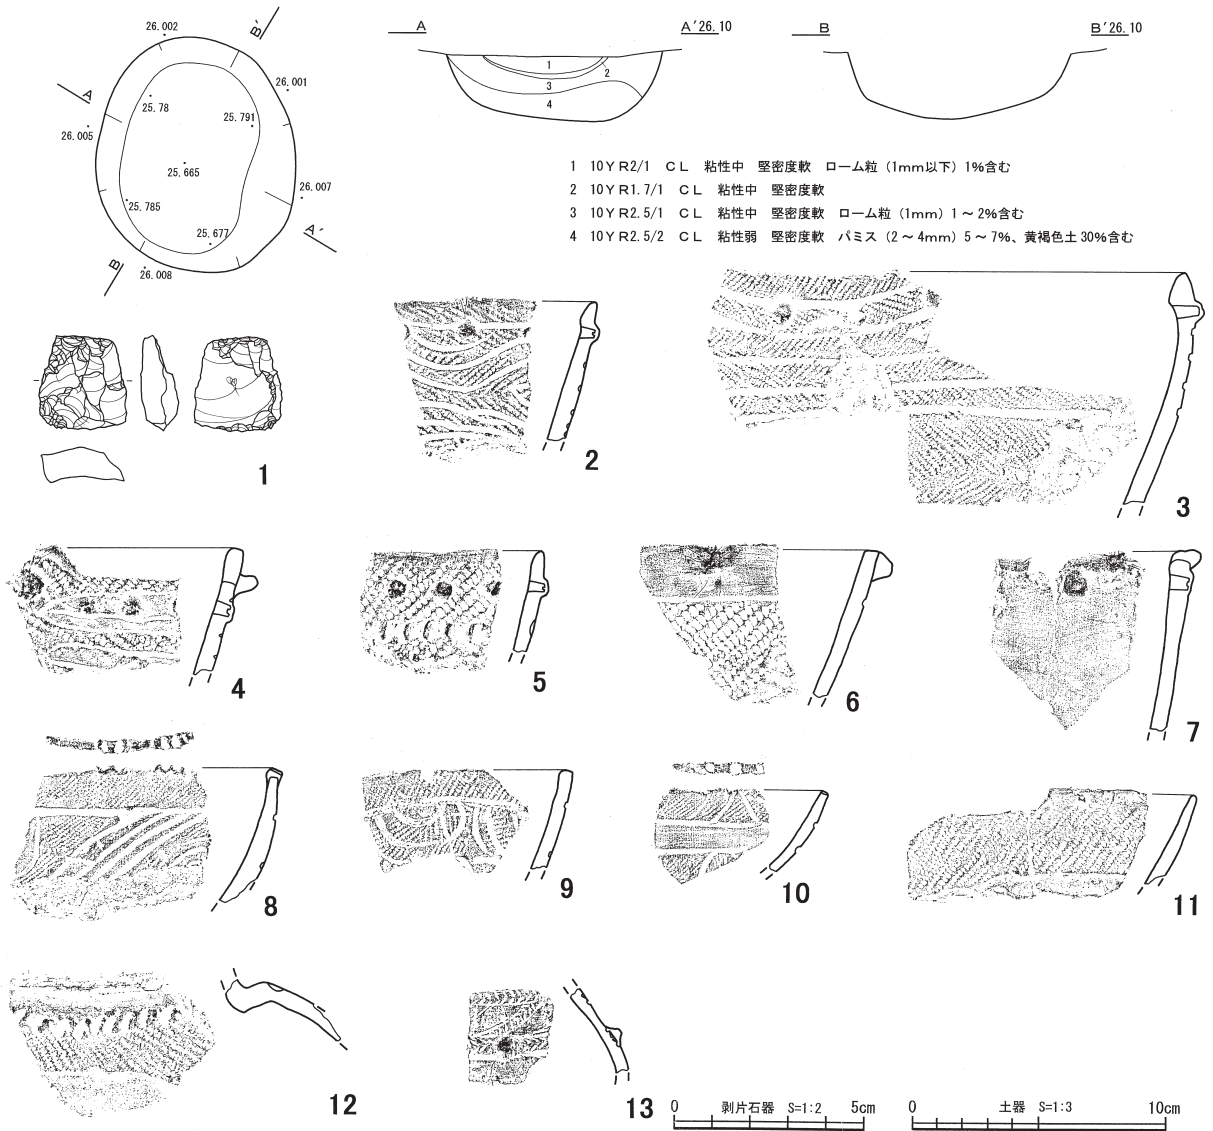 26.002
B'
A
A'26.10
B
B'26.10
26.001
A
25.78
25.791
26.005
25.665
26.007
25.785
25.677
A'
B
26.008
1
2
3
4
1 10YR2/1 CL 粘性中 堅密度軟 ローム粒（1mm以下）1%含む
2 10YR1.7/1 CL 粘性中 堅密度軟
3 10YR2.5/1 CL 粘性中 堅密度軟 ローム粒（1mm）1～2%含む
4 10YR2.5/2 CL 粘性弱 堅密度軟 パミス（2～4mm）5～7%、黄褐色土30%含む
1
2
3
4
5
6
7
8
9
10
11
12
13
0 剥片石器 S=1:2 5cm
0 土器 S=1:3 10cm